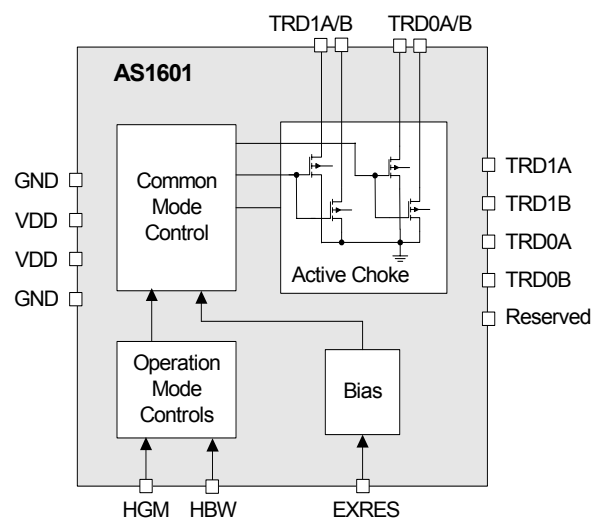 TRD1A/B TRD0A/B
AS1601
GND
VDD
VDD
GND
Common
Mode
Control
Active Choke
TRD1A
TRD1B
TRD0A
TRD0B
Reserved
Operation
Mode
Controls
Bias
HGM HBW EXRES